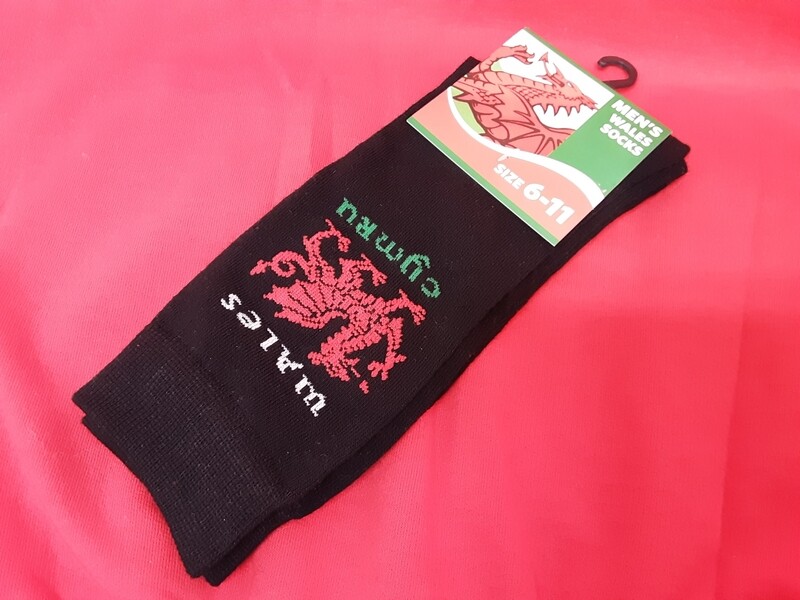 MEN'S
WALES
SOCKS
SIZE 6-11
cymRu
wAles